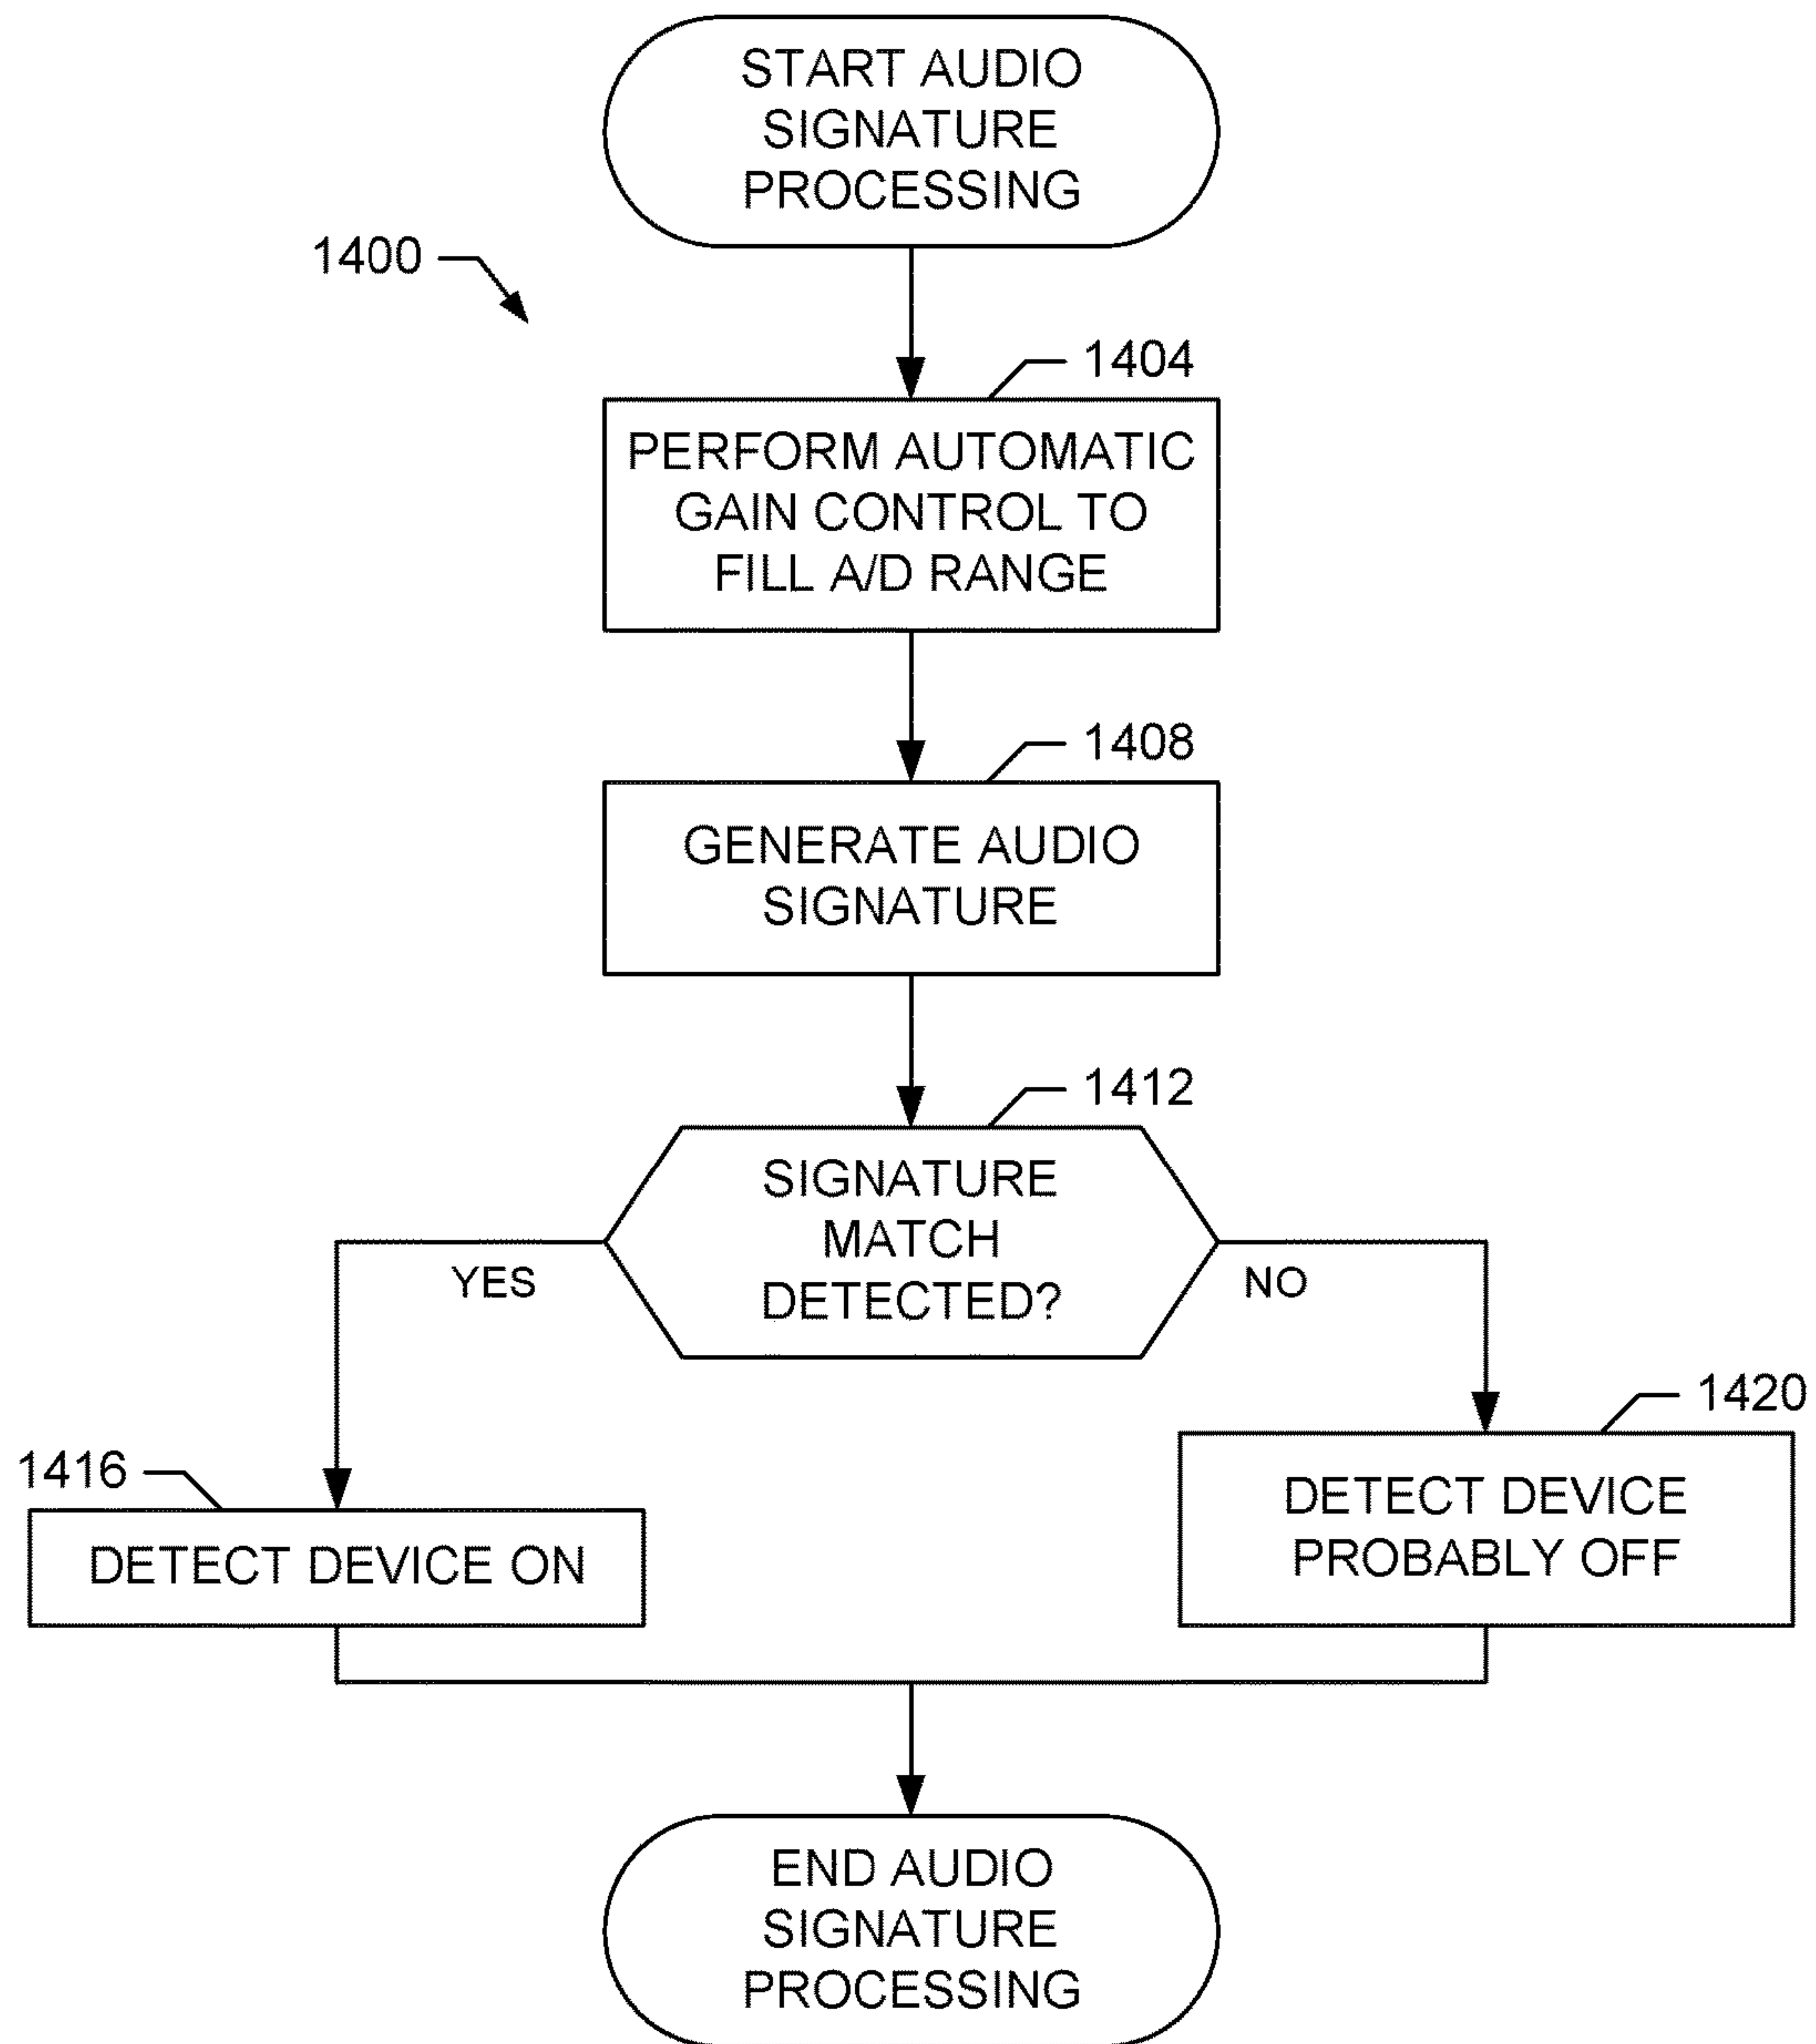 START AUDIO
SIGNATURE
PROCESSING
1400
1404
PERFORM AUTOMATIC
GAIN CONTROL TO
FILL A/D RANGE
1408
GENERATE AUDIO
SIGNATURE
1412
SIGNATURE
MATCH
DETECTED?
YES
NO
1416
DETECT DEVICE ON
1420
DETECT DEVICE
PROBABLY OFF
END AUDIO
SIGNATURE
PROCESSING